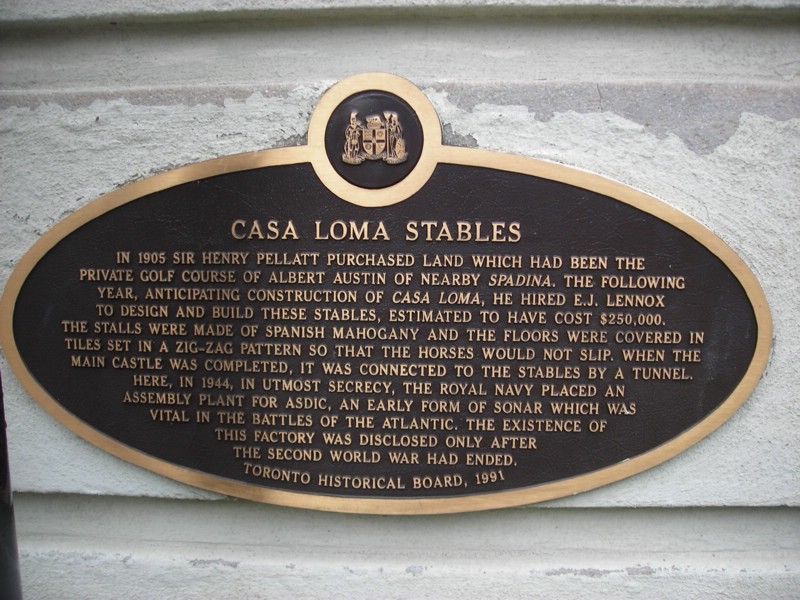 CASA LOMA STABLES
IN 1905 SIR HENRY PELLATT PURCHASED LAND WHICH HAD BEEN THE
PRIVATE GOLF COURSE OF ALBERT AUSTIN OF NEARBY SPADINA. THE FOLLOWING
YEAR, ANTICIPATING CONSTRUCTION OF CASA LOMA, HE HIRED E.J. LENNOX
TO DESIGN AND BUILD THESE STABLES, ESTIMATED TO HAVE COST $250,000.
THE STALLS WERE MADE OF SPANISH MAHOGANY AND THE FLOORS WERE COVERED IN
TILES SET IN A ZIG-ZAG PATTERN SO THAT THE HORSES WOULD NOT SLIP. WHEN THE
MAIN CASTLE WAS COMPLETED, IT WAS CONNECTED TO THE STABLES BY A TUNNEL.
HERE, IN 1944, IN UTMOST SECRECY, THE ROYAL NAVY PLACED AN
ASSEMBLY PLANT FOR ASDIC, AN EARLY FORM OF SONAR WHICH WAS
VITAL IN THE BATTLES OF THE ATLANTIC. THE EXISTENCE OF
THIS FACTORY WAS DISCLOSED ONLY AFTER
THE SECOND WORLD WAR HAD ENDED.
TORONTO HISTORICAL BOARD, 1991